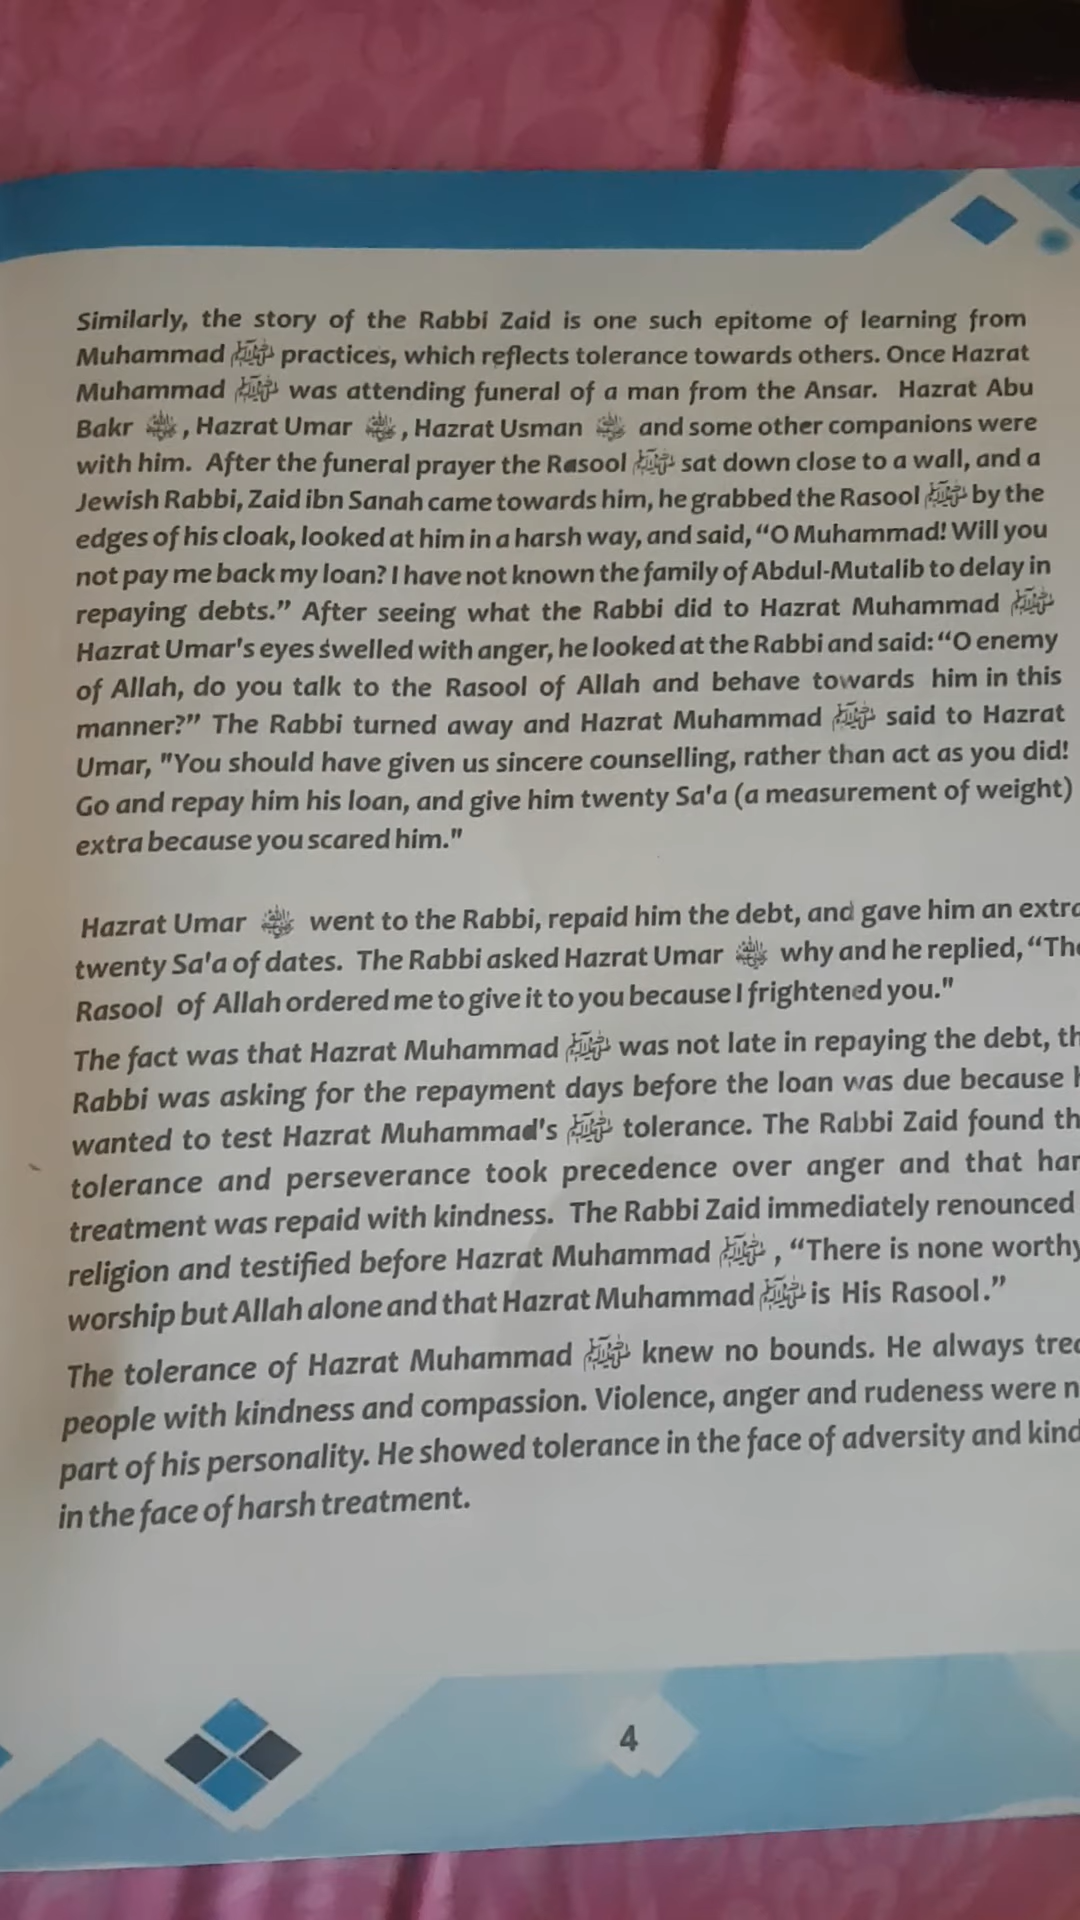 Similarly, the story of the Rabbi Zaid is one such epitome of learning from
Muhammad ﷺ practices, which reflects tolerance towards others. Once Hazrat
Muhammad ﷺ was attending funeral of a man from the Ansar. Hazrat Abu
Bakr , Hazrat Umar , Hazrat Usman and some other companions were
with him. After the funeral prayer the Rasool ﷺ sat down close to a wall, and a
Jewish Rabbi, Zaid ibn Sanah came towards him, he grabbed the Rasool ﷺ by the
edges of his cloak, looked at him in a harsh way, and said, “O Muhammad! Will you
not pay me back my loan? I have not known the family of Abdul-Mutalib to delay in
repaying debts.” After seeing what the Rabbi did to Hazrat Muhammad ﷺ
Hazrat Umar's eyes swelled with anger, he looked at the Rabbi and said: “O enemy
of Allah, do you talk to the Rasool of Allah and behave towards him in this
manner?” The Rabbi turned away and Hazrat Muhammad ﷺ said to Hazrat
Umar, "You should have given us sincere counselling, rather than act as you did!
Go and repay him his loan, and give him twenty Sa'a (a measurement of weight)
extra because you scared him."
Hazrat Umar went to the Rabbi, repaid him the debt, and gave him an extra
twenty Sa'a of dates. The Rabbi asked Hazrat Umar why and he replied, “The
Rasool of Allah ordered me to give it to you because I frightened you."
The fact was that Hazrat Muhammad ﷺ was not late in repaying the debt, th
Rabbi was asking for the repayment days before the loan was due because
wanted to test Hazrat Muhammad's ﷺ tolerance. The Rabbi Zaid found th
tolerance and perseverance took precedence over anger and that har
treatment was repaid with kindness. The Rabbi Zaid immediately renounced
religion and testified before Hazrat Muhammad ﷺ , “There is none worthy
worship but Allah alone and that Hazrat Muhammad ﷺ is His Rasool.”
The tolerance of Hazrat Muhammad ﷺ knew no bounds. He always trea
people with kindness and compassion. Violence, anger and rudeness were n
part of his personality. He showed tolerance in the face of adversity and kind
in the face of harsh treatment.
4